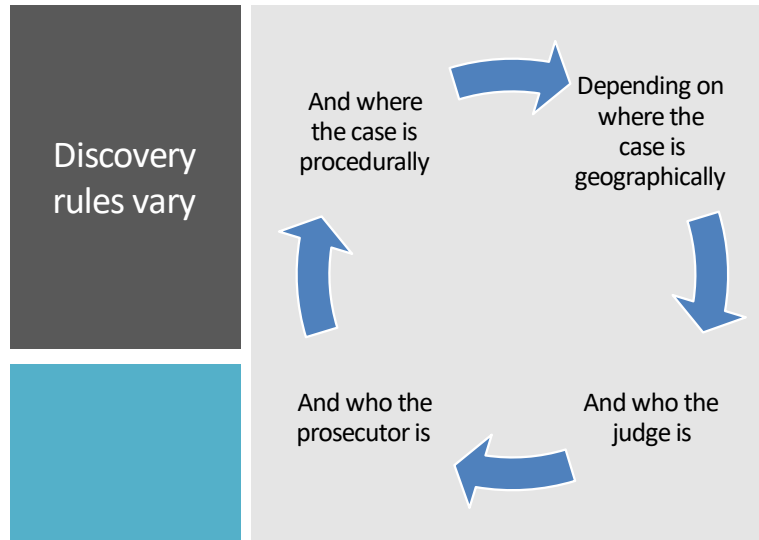 Discovery
rules vary
Depending on
where the
case is
geographically
And who the
judge is
And who the
prosecutor is
And where
the case is
procedurally